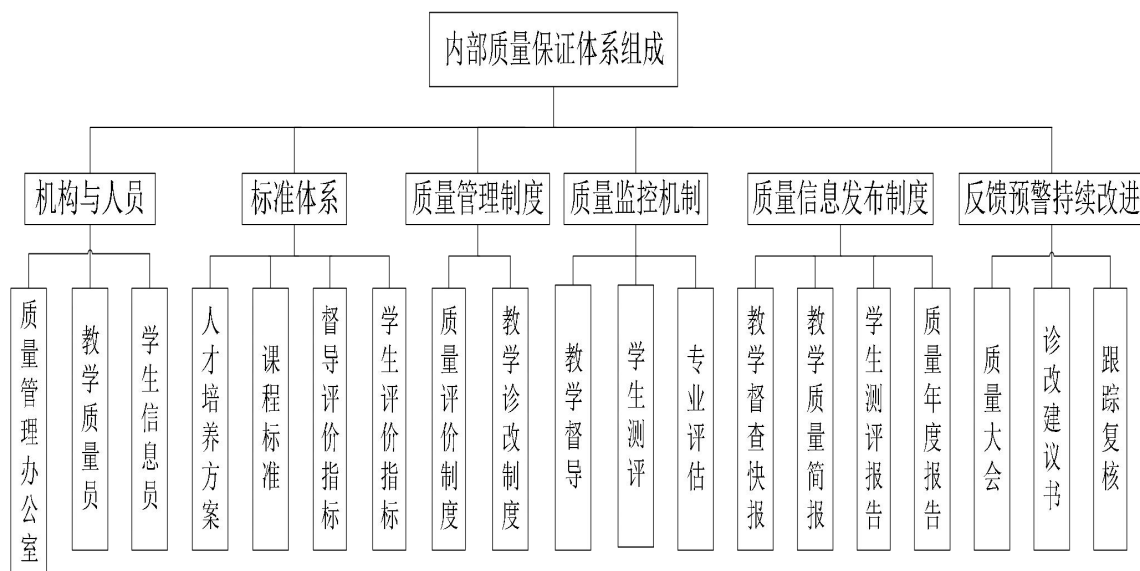 内部质量保证体系组成
机构与人员
标准体系
质量管理制度
质量监控机制
质量信息发布制度
反馈预警持续改进
质量管理办公室
教学质量员
学生信息员
人才培养方案
课程标准
督导评价指标
学生评价指标
质量评价制度
教学诊改制度
教学督导
学生测评
专业评估
教学督查快报
教学质量简报
学生测评报告
质量年度报告
质量大会
诊改建议书
跟踪复核